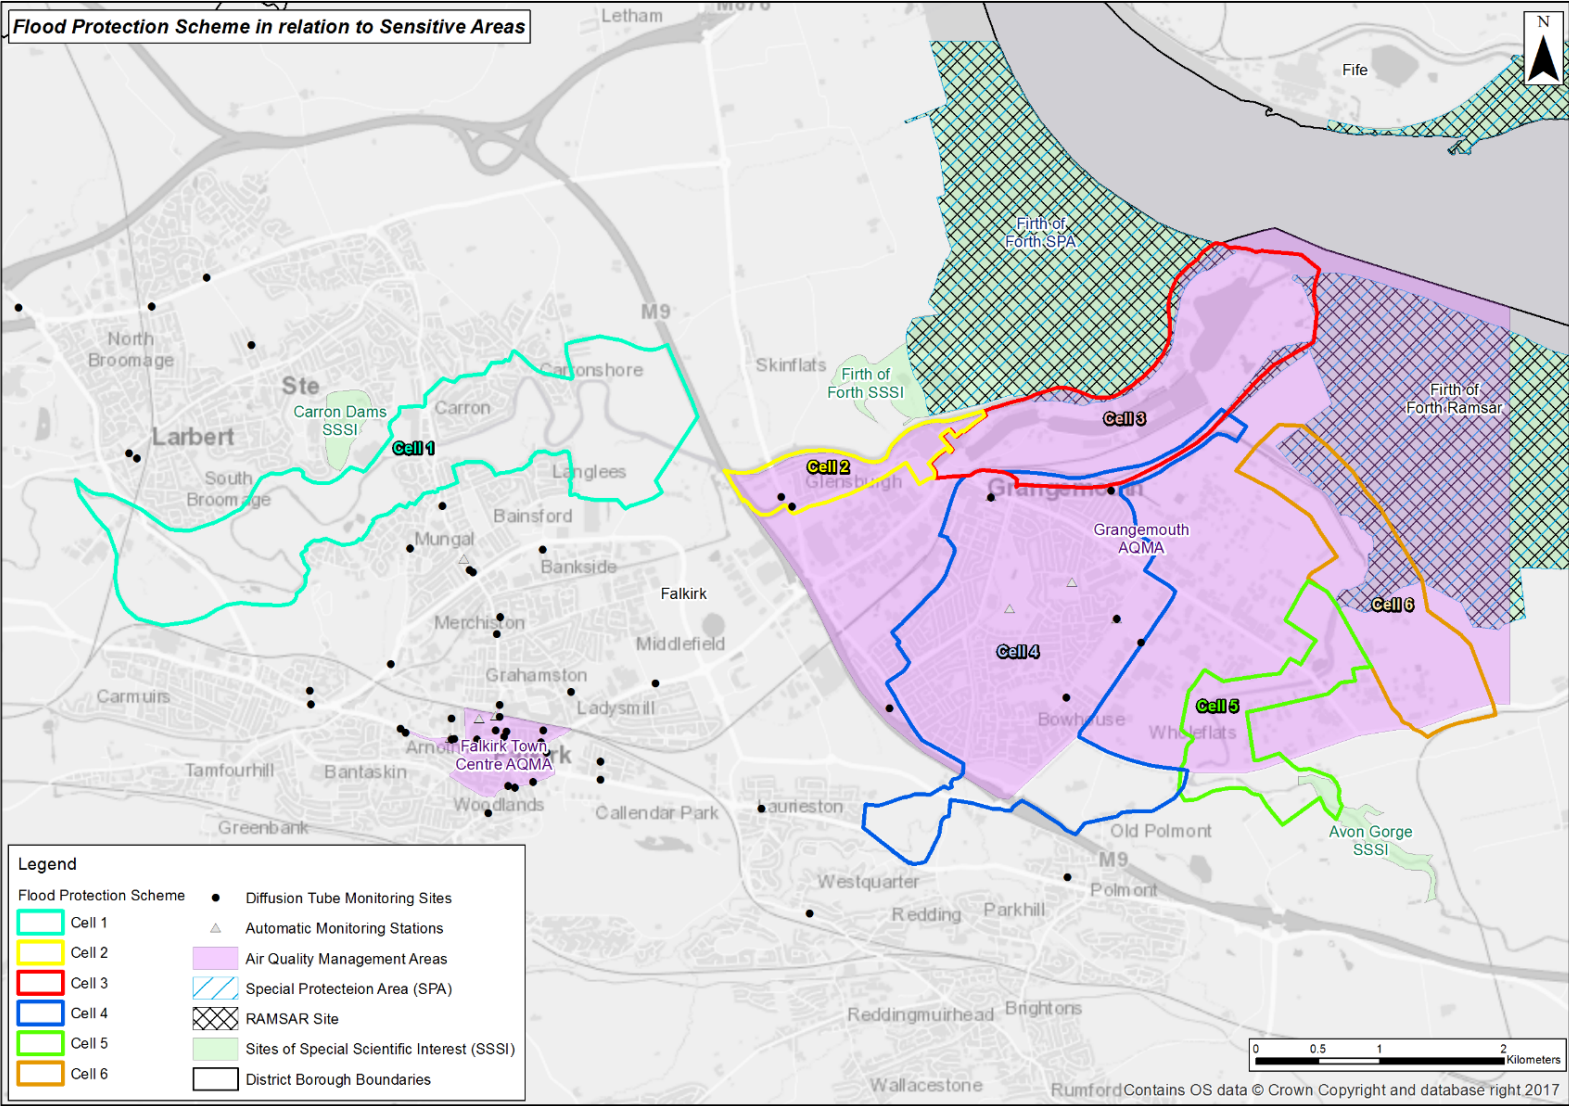 Flood Protection Scheme in relation to Sensitive Areas
Letham
M876
N
Fife
Firth of
Forth SPA
M9
North
Broomage
Skinflats
Ste
Carronshore
Firth of
Forth SSSI
Firth of
Forth Ramsar
Carron Dams
SSSI
Carron
Cell 3
Larbert
Cell 1
South
Broomage
Langlees
Cell 2
Glensburgh
Grangemouth
Bainsford
Mungal
Grangemouth
AQMA
Bankside
Falkirk
Cell 6
Merchiston
Middlefield
Cell 4
Grahamston
Carmuirs
Ladysmill
Cell 5
Bowhouse
Wholeflats
Falkirk Town
Centre AQMA
Tamfourhill
Bantaskin
Woodlands
Callendar Park
Laurieston
Greenbank
Old Polmont
Avon Gorge
SSSI
M9
Westquarter
Polmont
Redding
Parkhill
Reddingmuirhead
Brightons
Wallacestone
Rumford
Legend
Flood Protection Scheme
Cell 1
Cell 2
Cell 3
Cell 4
Cell 5
Cell 6
Diffusion Tube Monitoring Sites
Automatic Monitoring Stations
Air Quality Management Areas
Special Protecteion Area (SPA)
RAMSAR Site
Sites of Special Scientific Interest (SSSI)
District Borough Boundaries
0 0.5 1 2
Kilometers
Contains OS data © Crown Copyright and database right 2017